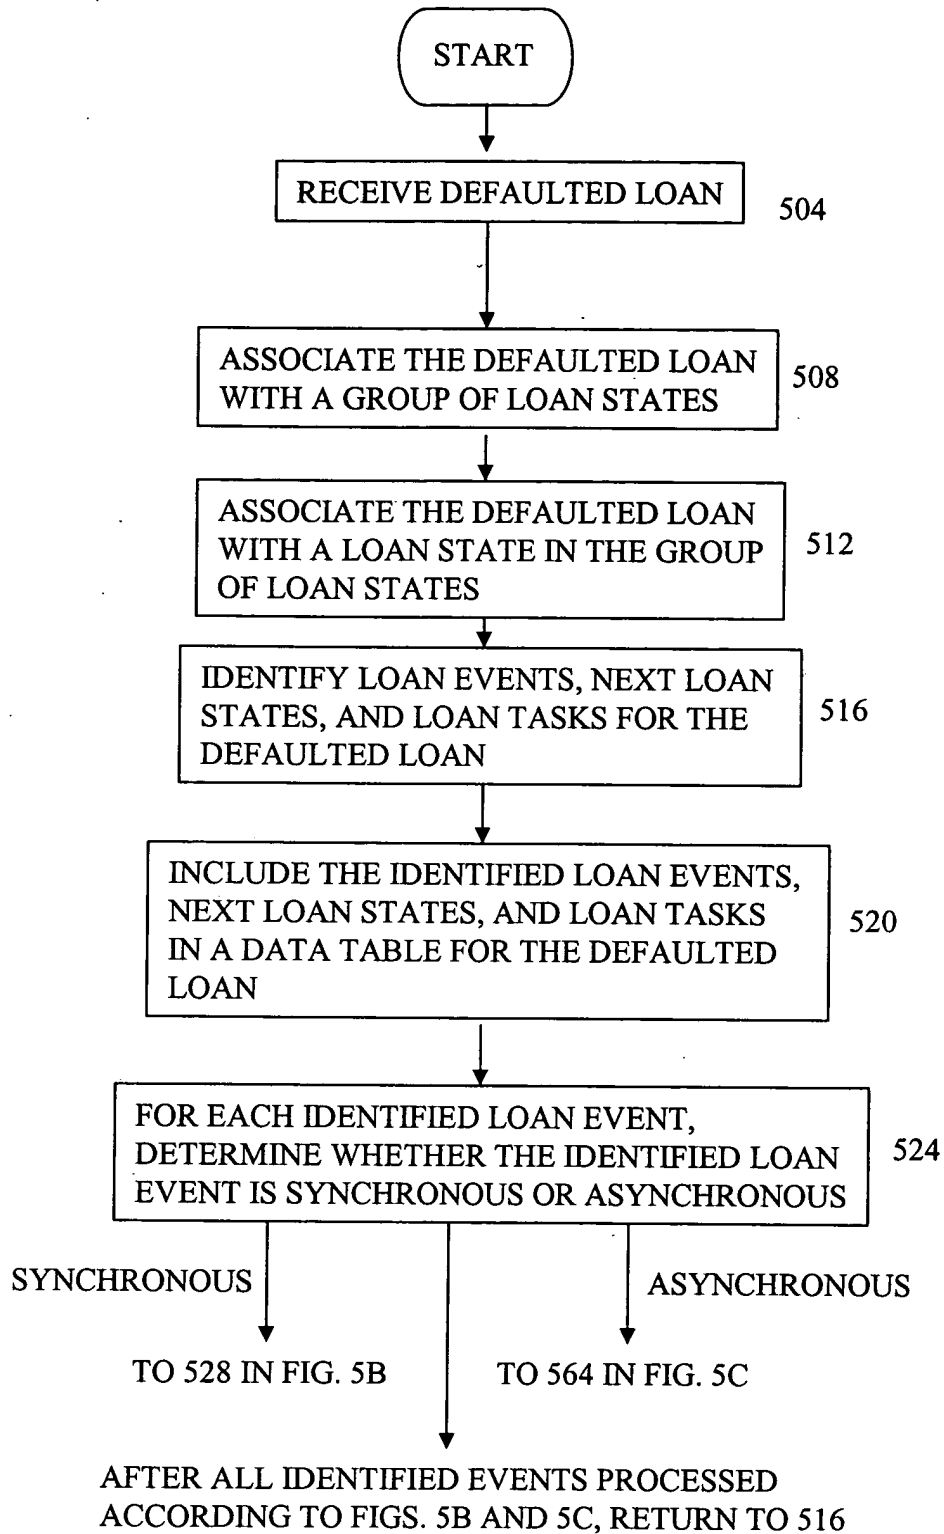 START
RECEIVE DEFAULTED LOAN
504
ASSOCIATE THE DEFAULTED LOAN
WITH A GROUP OF LOAN STATES
508
ASSOCIATE THE DEFAULTED LOAN
WITH A LOAN STATE IN THE GROUP
OF LOAN STATES
512
IDENTIFY LOAN EVENTS, NEXT LOAN
STATES, AND LOAN TASKS FOR THE
DEFAULTED LOAN
516
INCLUDE THE IDENTIFIED LOAN EVENTS,
NEXT LOAN STATES, AND LOAN TASKS
IN A DATA TABLE FOR THE DEFAULTED
LOAN
520
FOR EACH IDENTIFIED LOAN EVENT,
DETERMINE WHETHER THE IDENTIFIED LOAN
EVENT IS SYNCHRONOUS OR ASYNCHRONOUS
524
SYNCHRONOUS
ASYNCHRONOUS
TO 528 IN FIG. 5B
TO 564 IN FIG. 5C
AFTER ALL IDENTIFIED EVENTS PROCESSED
ACCORDING TO FIGS. 5B AND 5C, RETURN TO 516